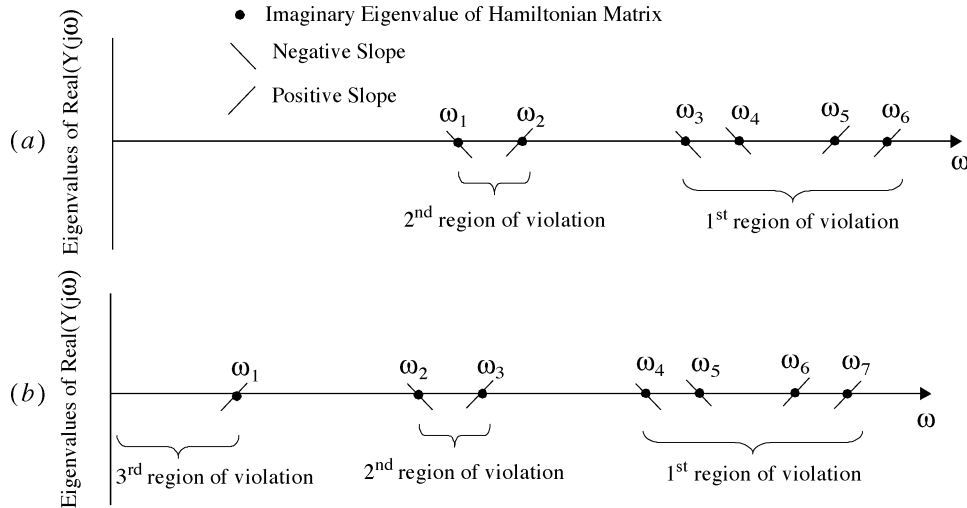 Imaginary Eigenvalue of Hamiltonian Matrix
Negative Slope
Positive Slope
Eigenvalues of Real(Y(jω)
(a)
ω1 ω2 ω3 ω4 ω5 ω6
ω
2nd region of violation
1st region of violation
Eigenvalues of Real(Y(jω)
(b)
ω1 ω2 ω3 ω4 ω5 ω6 ω7
ω
3rd region of violation
2nd region of violation
1st region of violation